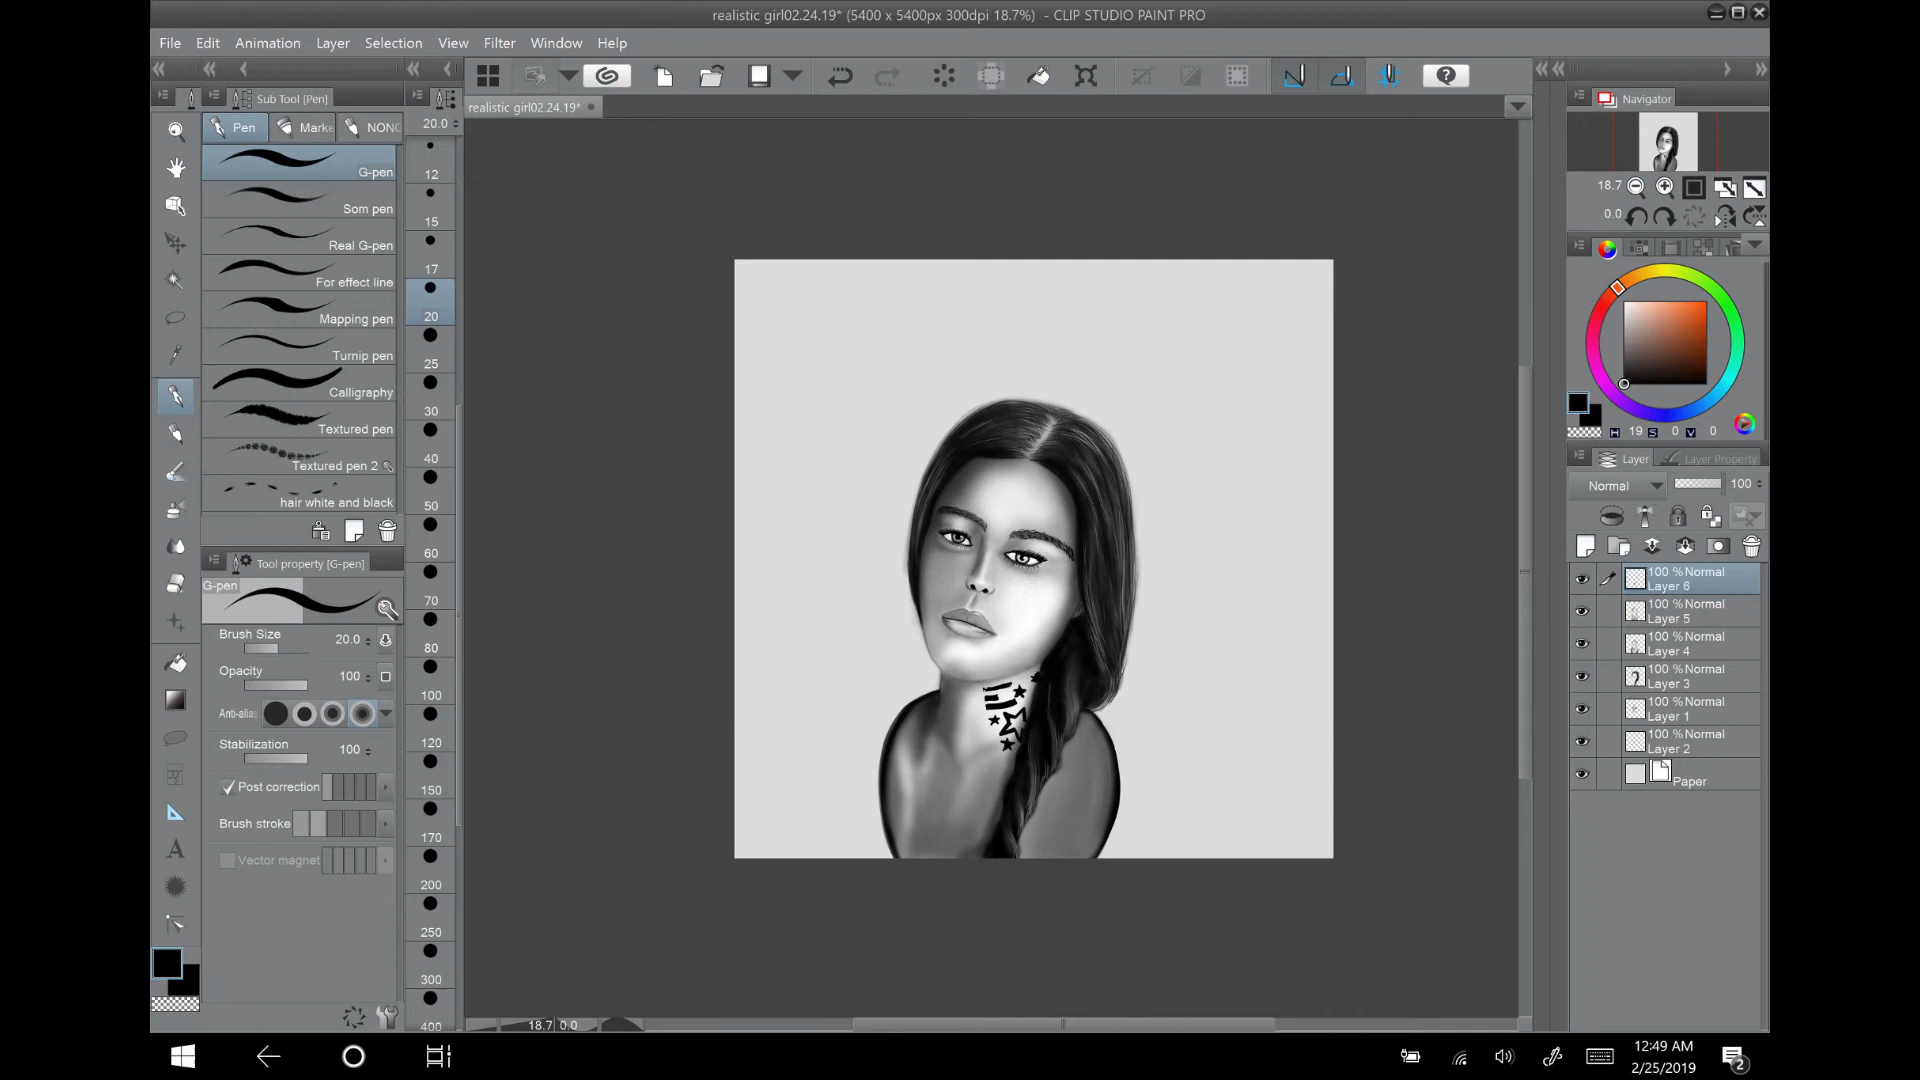 realistic girl02.24.19* (5400 x 5400px 300dpi 18.7%) - CLIP STUDIO PAINT PRO
File Edit Animation Layer Selection View Filter Window Help
Sub Tool [Pen]
realistic girl02.24.19*
Navigator
Pen Marke NONC
20.0
G-pen
12
Som pen
15
Real G-pen
17
For effect line
20
Mapping pen
25
Turnip pen
30
Calligraphy
40
Textured pen
50
Textured pen 2
60
hair white and black
70
80
100
120
150
170
200
250
300
400
Tool property [G-pen]
G-pen
Brush Size 20.0
Opacity 100
Anti-alias
Stabilization 100
Post correction
Brush stroke
Vector magnet
18.7 0.0
18.7
0.0
H 19 S 0 V 0
Layer Layer Property
Normal 100
100 % Normal
Layer 6
100 % Normal
Layer 5
100 % Normal
Layer 4
100 % Normal
Layer 3
100 % Normal
Layer 1
100 % Normal
Layer 2
Paper
12:49 AM
2/25/2019
2